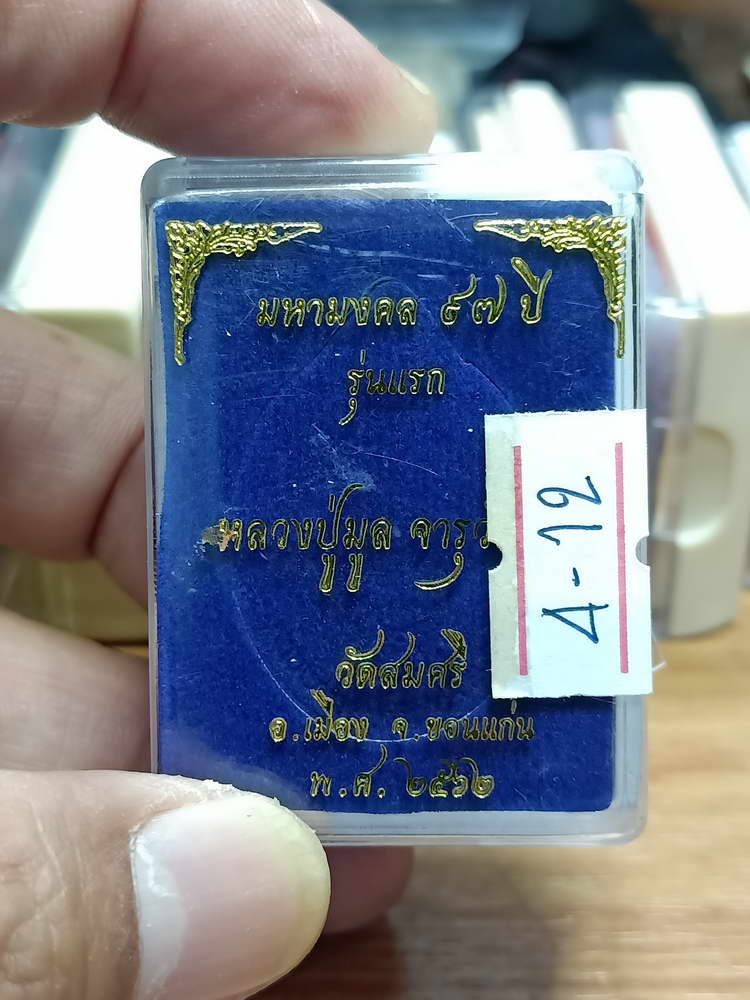 มหามงคล ๙๗ ปี
รุ่นแรก
หลวงปู่มูล
วัดสมศรี
อ.เมือง จ.ขอนแก่น
พ.ศ. ๒๕๖๒
A-12